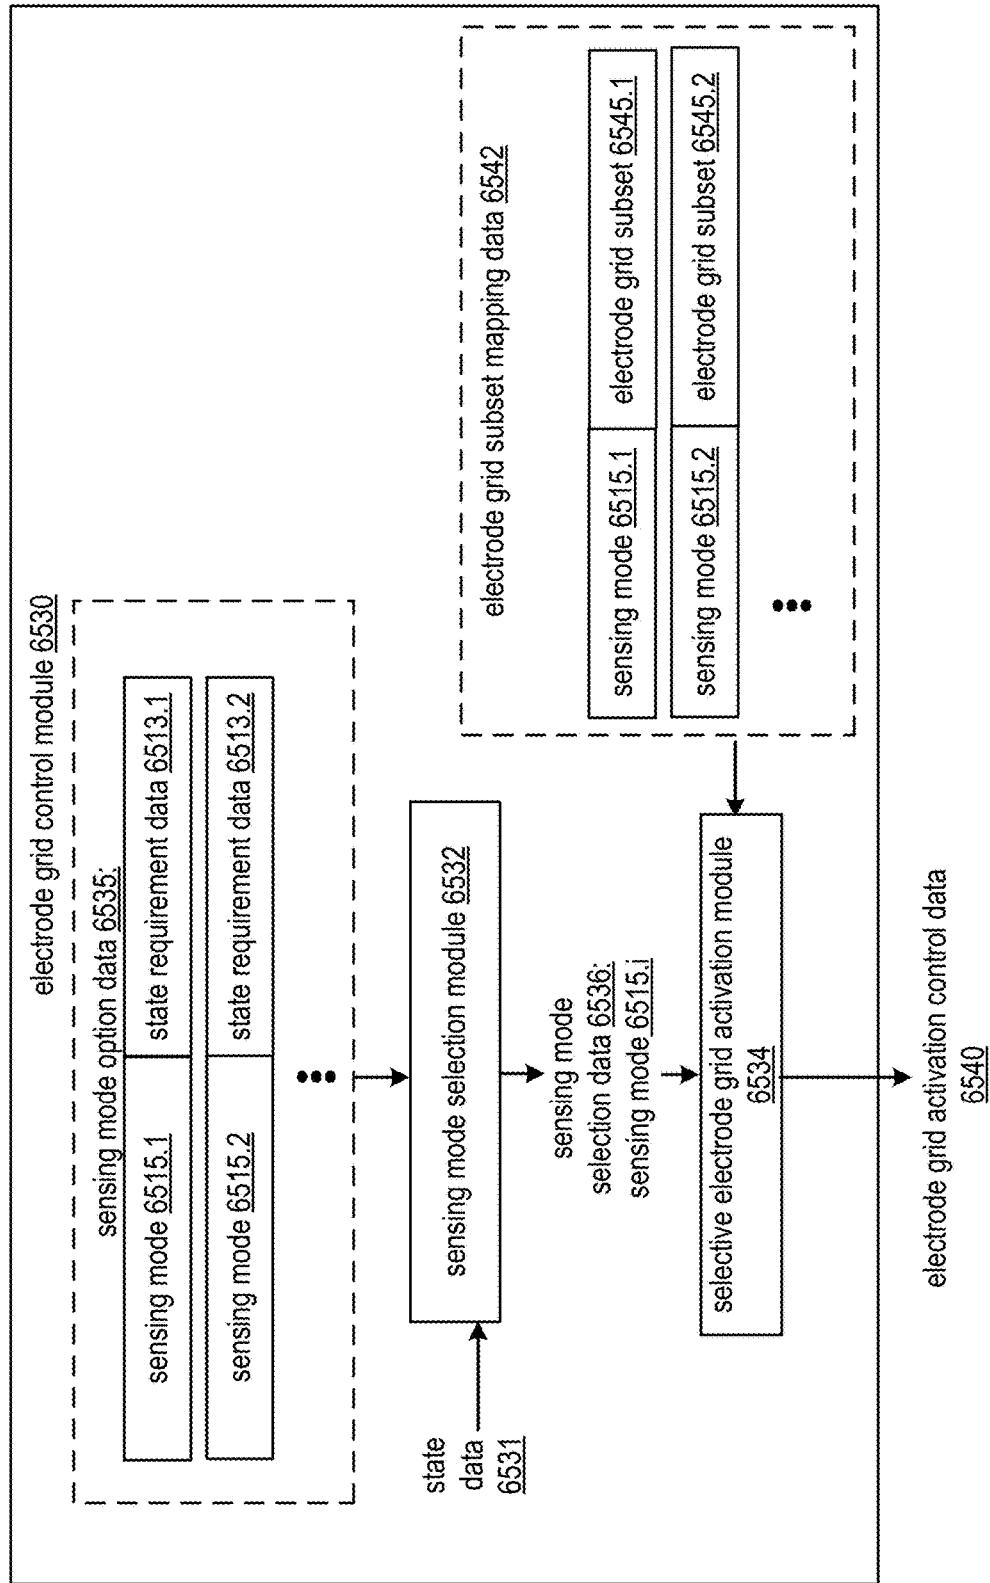 electrode grid control module 6530
sensing mode option data 6535:
sensing mode 6515.1
state requirement data 6513.1
sensing mode 6515.2
state requirement data 6513.2
•••
state
data
6531
sensing mode selection module 6532
sensing mode
selection data 6536:
sensing mode 6515.i
selective electrode grid activation module
6534
electrode grid subset mapping data 6542
sensing mode 6515.1
electrode grid subset 6545.1
sensing mode 6515.2
electrode grid subset 6545.2
•••
electrode grid activation control data
6540